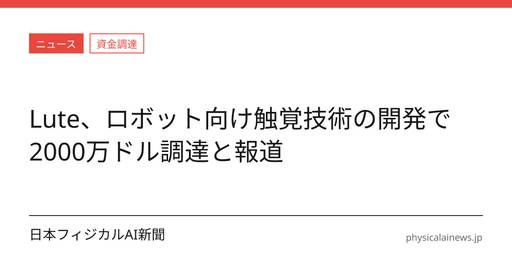 ニュース 資金調達
Lute、ロボット向け触覚技術の開発で
2000万ドル調達と報道
日本フィジカルAI新聞
physicalainews.jp